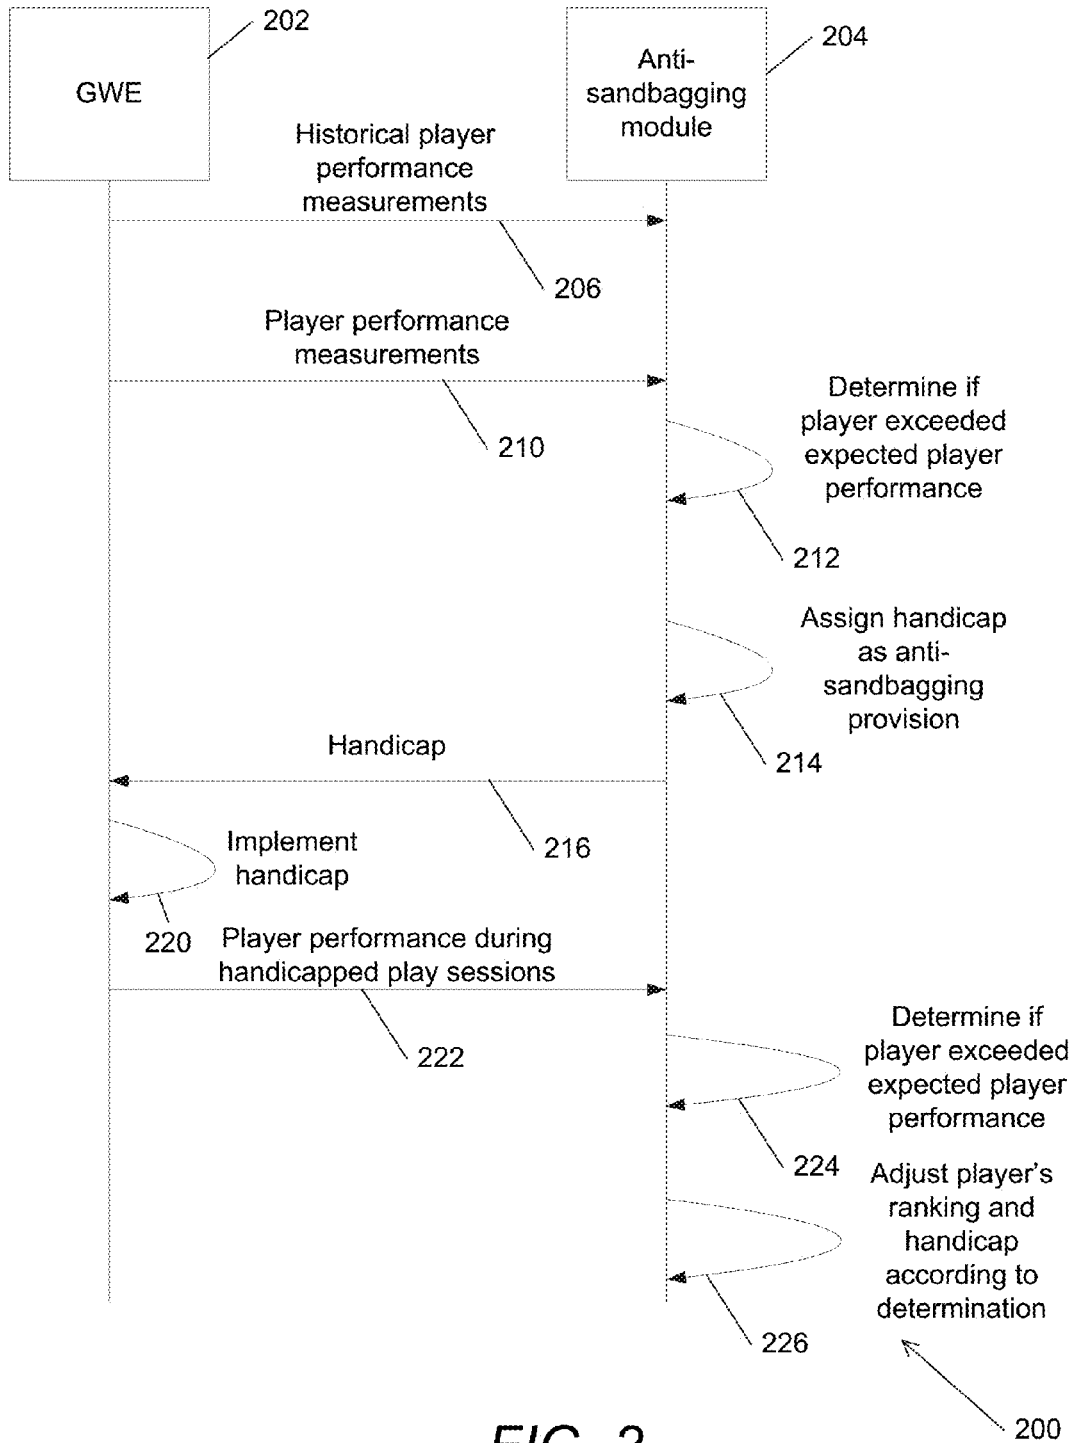 202
GWE
204
Anti-
sandbagging
module
Historical player
performance
measurements
206
Player performance
measurements
210
Determine if
player exceeded
expected player
performance
212
Assign handicap
as anti-
sandbagging
provision
214
Handicap
216
Implement
handicap
220
Player performance during
handicapped play sessions
222
Determine if
player exceeded
expected player
performance
224
Adjust player's
ranking and
handicap
according to
determination
226
200
FIG. 2